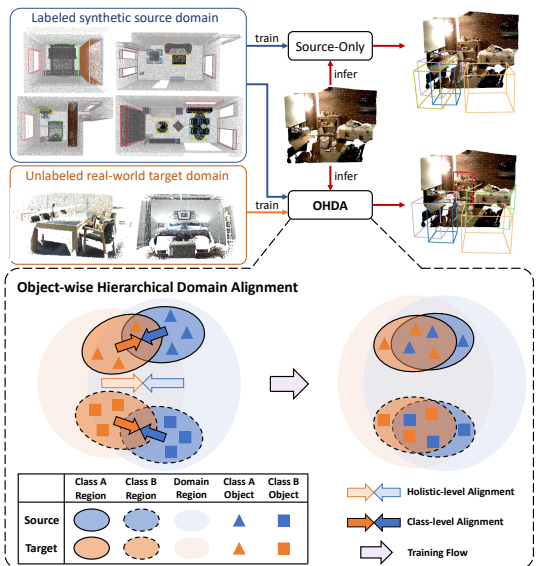 Labeled synthetic source domain
train
Source-Only
infer
Unlabeled real-world target domain
infer
train
OHDA
Object-wise Hierarchical Domain Alignment
Class A Region
Class B Region
Domain Region
Class A Object
Class B Object
Source
Target
Holistic-level Alignment
Class-level Alignment
Training Flow